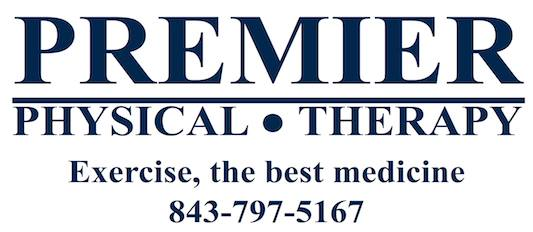 PREMIER
PHYSICAL • THERAPY
Exercise, the best medicine
843-797-5167